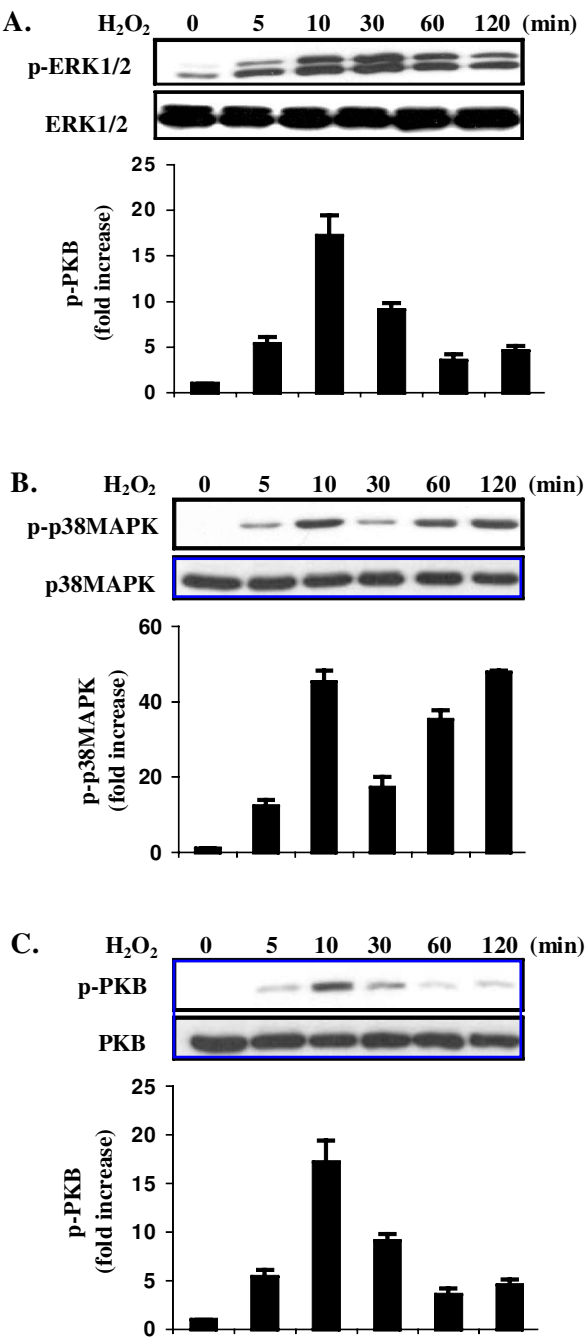 A. H₂O₂ 0 5 10 30 60 120 (min)
p-ERK1/2
ERK1/2
25
20
15
10
5
0
p-PKB
(fold increase)
B. H₂O₂ 0 5 10 30 60 120 (min)
p-p38MAPK
p38MAPK
60
40
20
0
p-p38MAPK
(fold increase)
C. H₂O₂ 0 5 10 30 60 120 (min)
p-PKB
PKB
25
20
15
10
5
0
p-PKB
(fold increase)